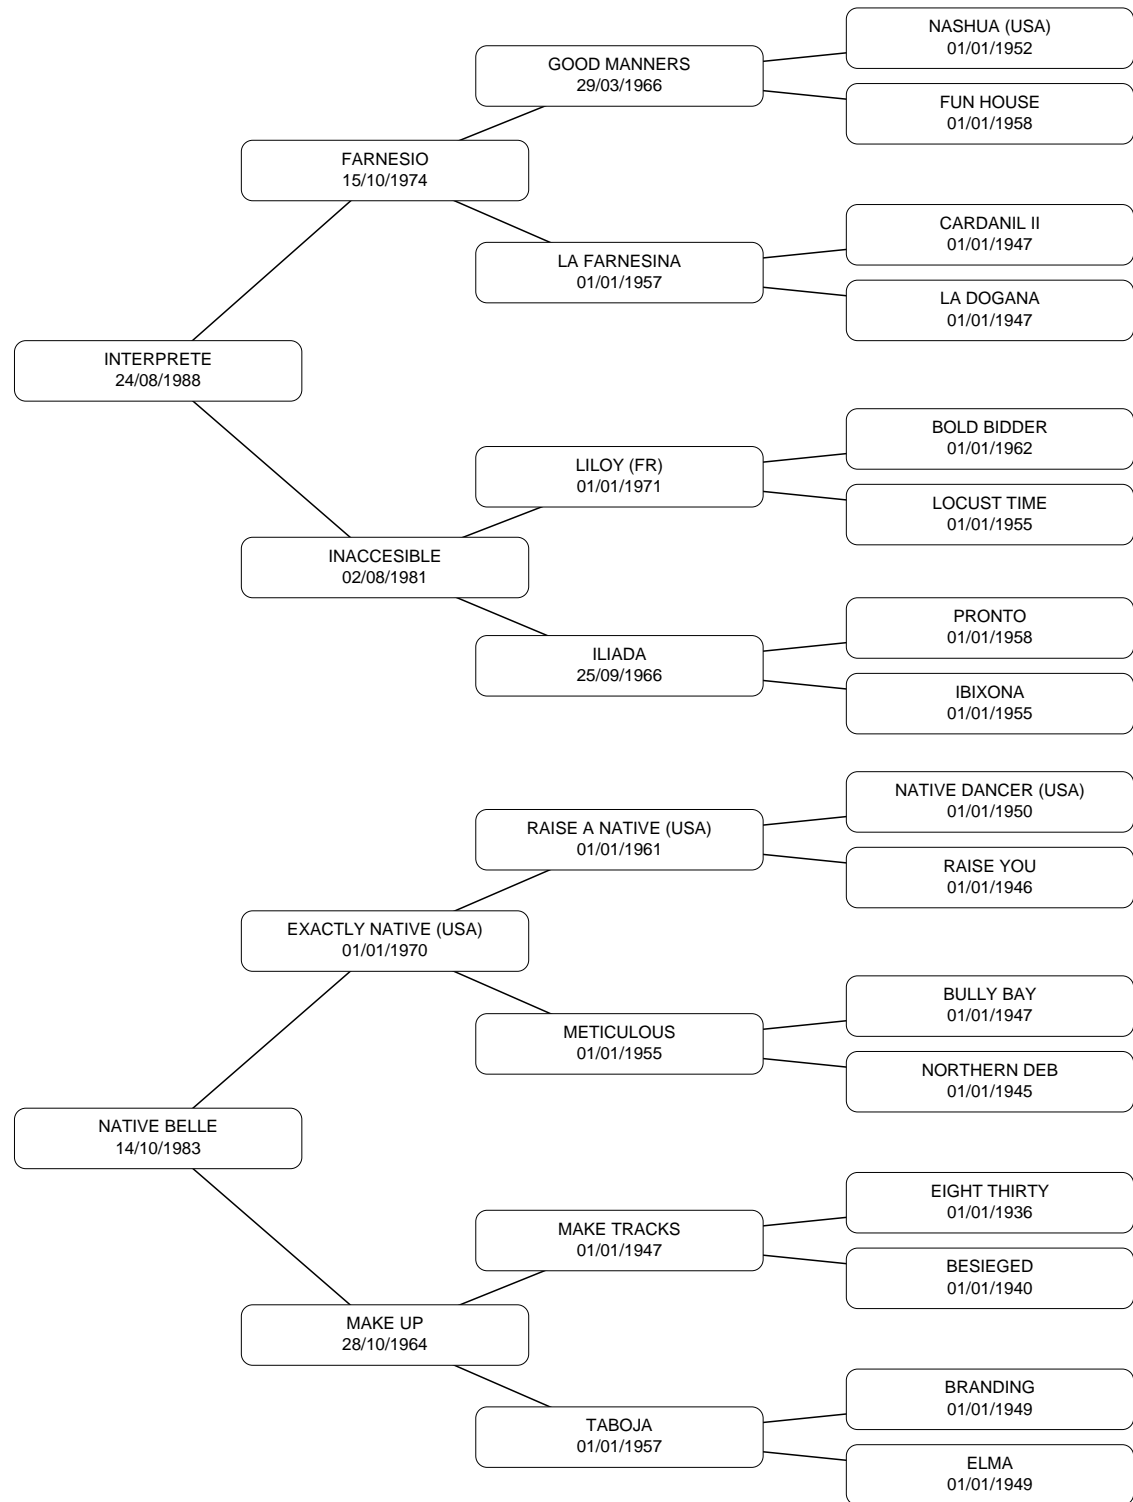 NASHUA (USA)
01/01/1952
GOOD MANNERS
29/03/1966
FUN HOUSE
01/01/1958
FARNESIO
15/10/1974
CARDANIL II
01/01/1947
LA FARNESINA
01/01/1957
LA DOGANA
01/01/1947
INTERPRETE
24/08/1988
BOLD BIDDER
01/01/1962
LILOY (FR)
01/01/1971
LOCUST TIME
01/01/1955
INACCESIBLE
02/08/1981
PRONTO
01/01/1958
ILIADA
25/09/1966
IBIXONA
01/01/1955
NATIVE DANCER (USA)
01/01/1950
RAISE A NATIVE (USA)
01/01/1961
RAISE YOU
01/01/1946
EXACTLY NATIVE (USA)
01/01/1970
BULLY BAY
01/01/1947
METICULOUS
01/01/1955
NORTHERN DEB
01/01/1945
NATIVE BELLE
14/10/1983
EIGHT THIRTY
01/01/1936
MAKE TRACKS
01/01/1947
BESIEGED
01/01/1940
MAKE UP
28/10/1964
BRANDING
01/01/1949
TABOJA
01/01/1957
ELMA
01/01/1949